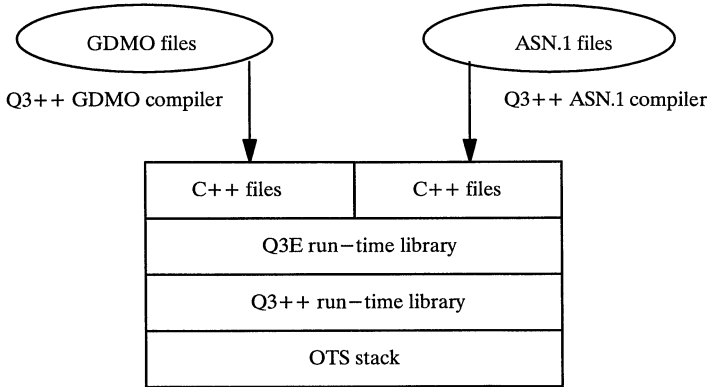 GDMO files
ASN.1 files
Q3++ GDMO compiler
Q3++ ASN.1 compiler
C++ files
C++ files
Q3E run-time library
Q3++ run-time library
OTS stack